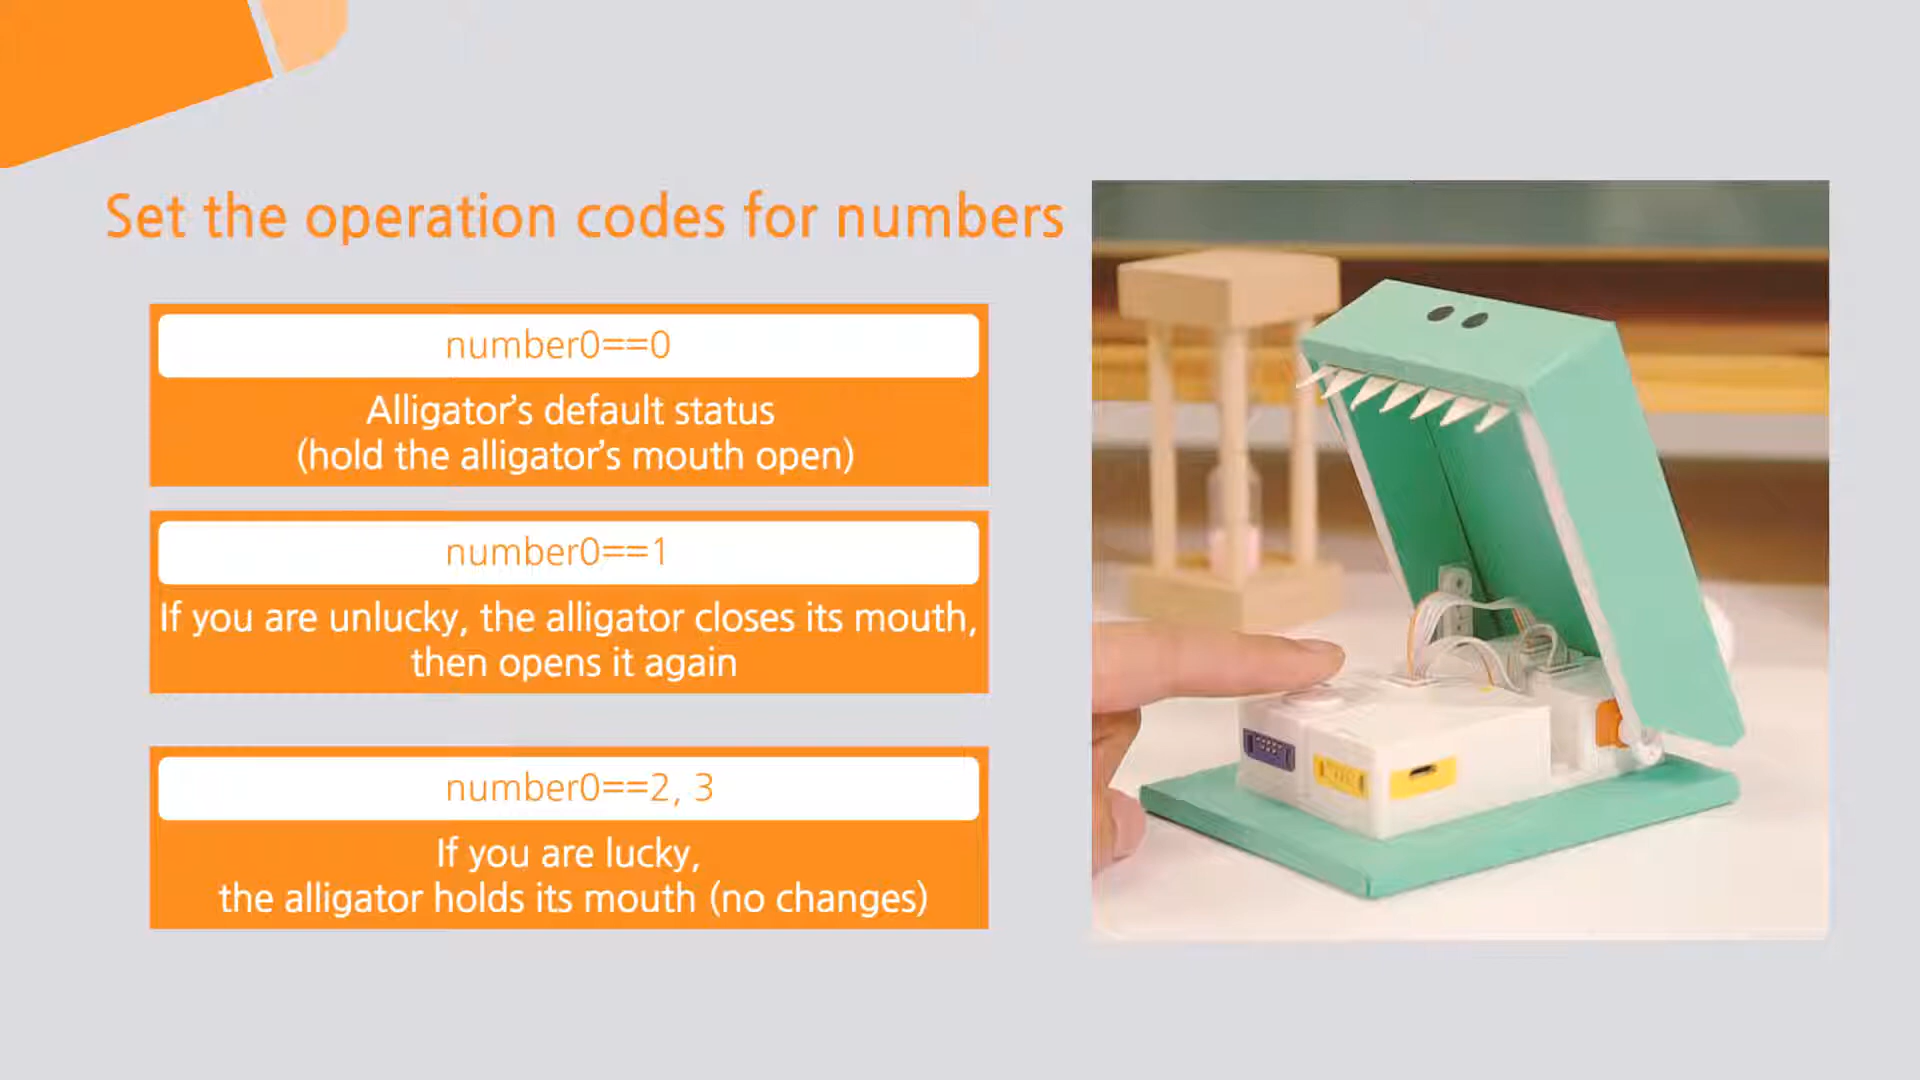 Set the operation codes for numbers
number0==0
Alligator's default status
(hold the alligator's mouth open)
number0==1
If you are unlucky, the alligator closes its mouth,
then opens it again
number0==2, 3
If you are lucky,
the alligator holds its mouth (no changes)